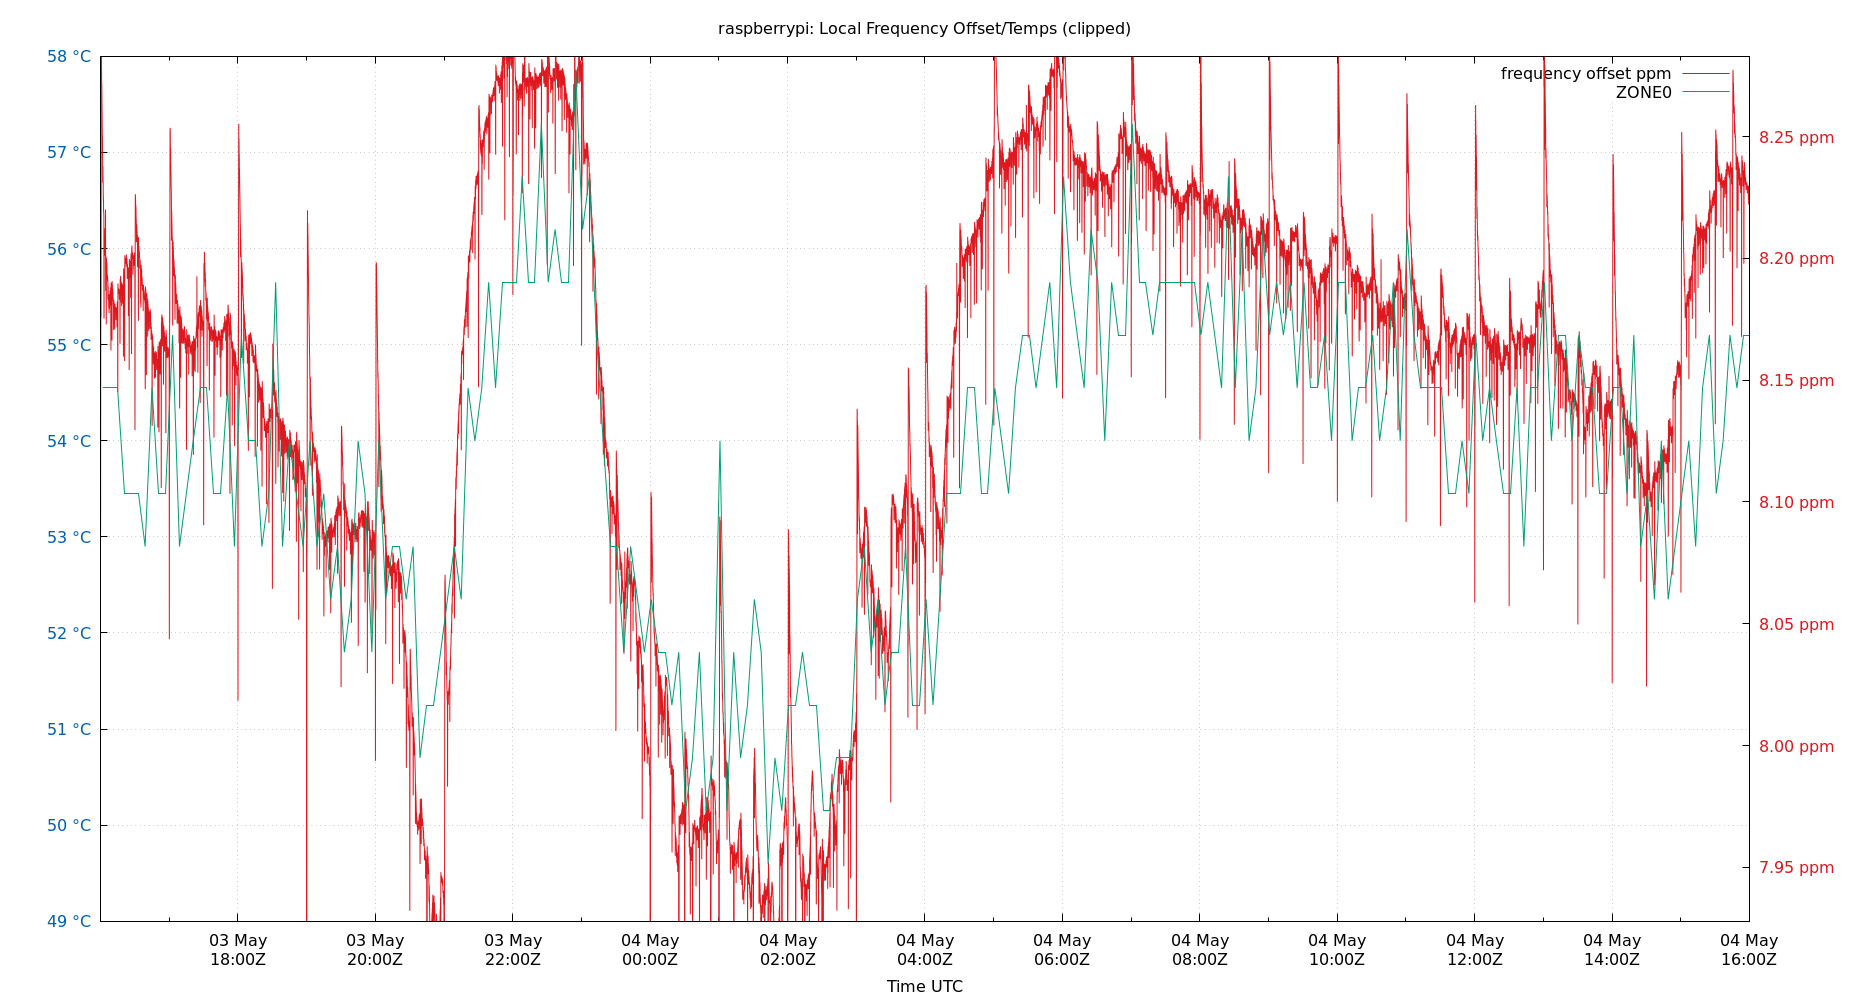 raspberrypi: Local Frequency Offset/Temps (clipped)
frequency offset ppm
ZONE0
58 °C
57 °C
56 °C
55 °C
54 °C
53 °C
52 °C
51 °C
50 °C
49 °C
8.25 ppm
8.20 ppm
8.15 ppm
8.10 ppm
8.05 ppm
8.00 ppm
7.95 ppm
03 May 03 May 03 May 04 May 04 May 04 May 04 May 04 May 04 May 04 May 04 May 04 May
18:00Z 20:00Z 22:00Z 00:00Z 02:00Z 04:00Z 06:00Z 08:00Z 10:00Z 12:00Z 14:00Z 16:00Z
Time UTC